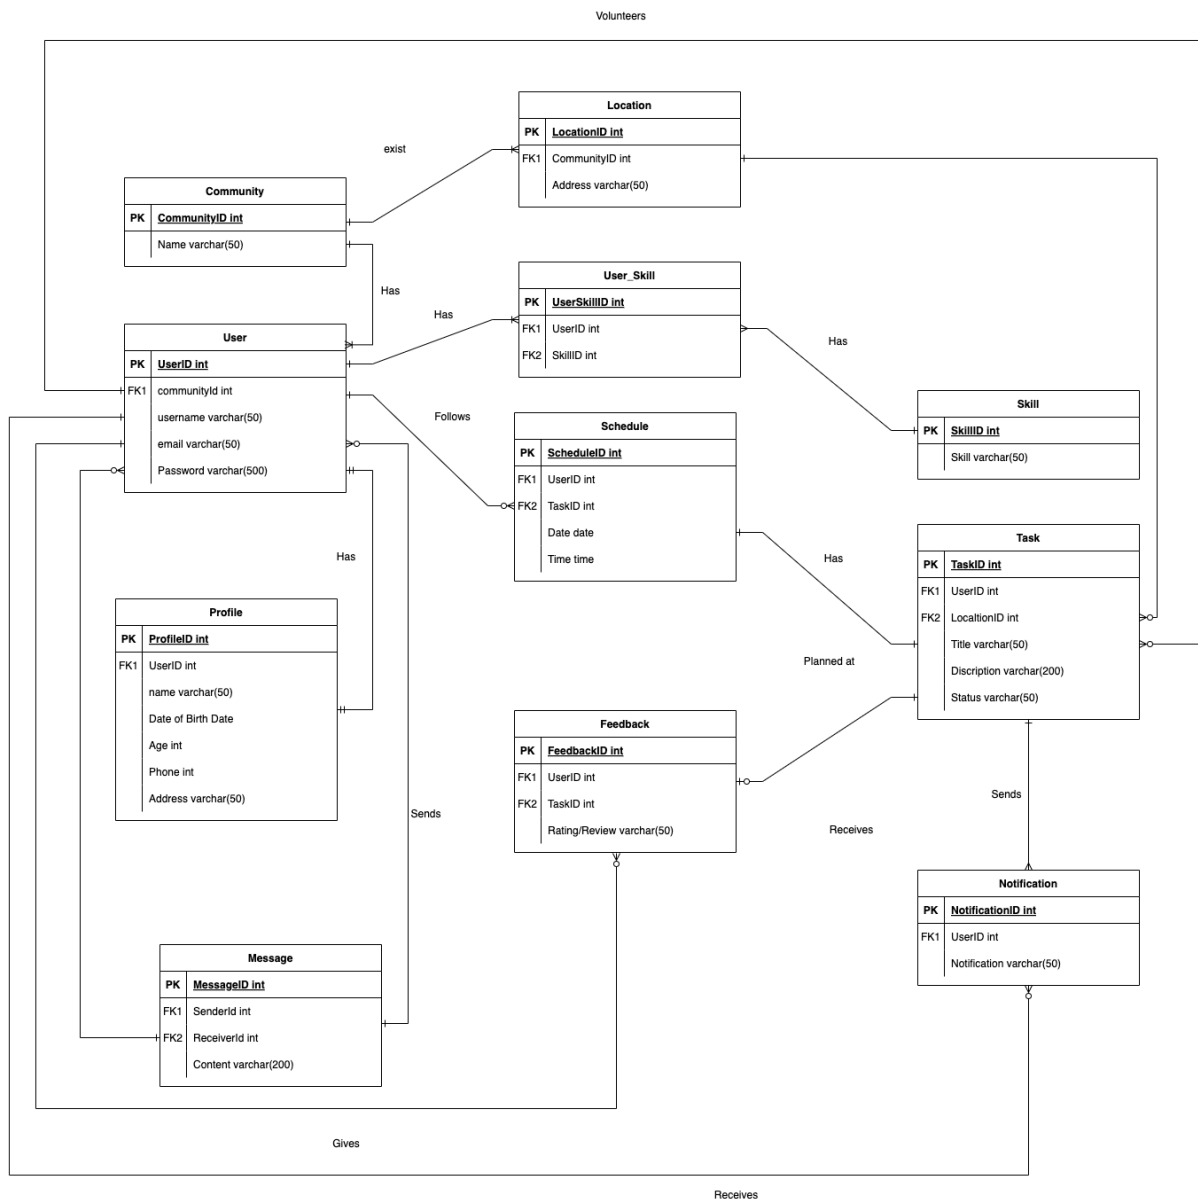 Volunteers
Location
PK LocationID int
FK1 CommunityID int
Address varchar(50)
exist
Community
PK CommunityID int
Name varchar(50)
Has
User_Skill
PK UserSkillID int
FK1 UserID int
FK2 SkillID int
Has
Has
User
PK UserID int
FK1 communityId int
username varchar(50)
email varchar(50)
Password varchar(500)
Follows
Skill
PK SkillID int
Skill varchar(50)
Schedule
PK ScheduleID int
FK1 UserID int
FK2 TaskID int
Date date
Time time
Has
Has
Task
PK TaskID int
FK1 UserID int
FK2 LocaltionID int
Title varchar(50)
Discription varchar(200)
Status varchar(50)
Planned at
Profile
PK ProfileID int
FK1 UserID int
name varchar(50)
Date of Birth Date
Age int
Phone int
Address varchar(50)
Feedback
PK FeedbackID int
FK1 UserID int
FK2 TaskID int
Rating/Review varchar(50)
Sends
Sends
Receives
Notification
PK NotificationID int
FK1 UserID int
Notification varchar(50)
Message
PK MessageID int
FK1 SenderId int
FK2 ReceiverId int
Content varchar(200)
Gives
Receives